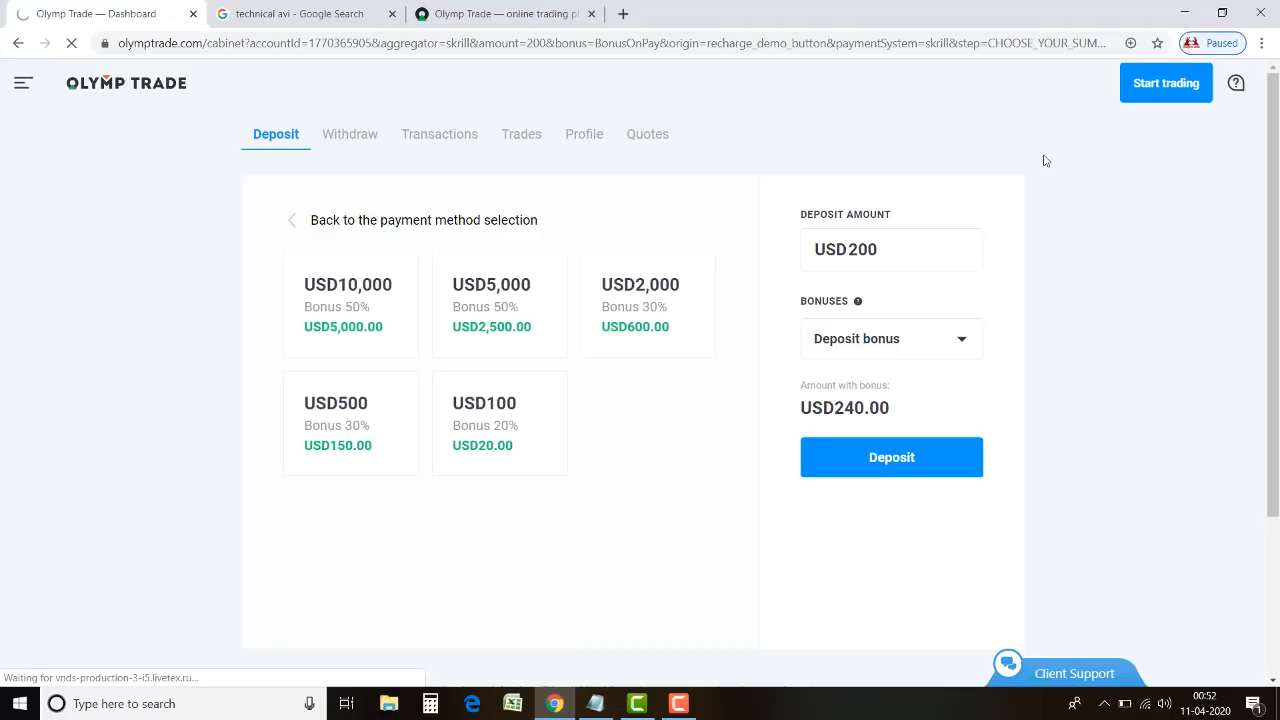 Olymp Trade Dashboard
technical avi - Google Search
Olymp Trade — online trading pl
olymptrade.com/cabinet?accountId=1770365905&aggregator=skrill&amount=200&bonus=BonusOnPay&origin=recharge_demo_button&paymentSystem=skrill&step=CHOOSE_YOUR_SUM...
Paused
OLYMP TRADE
Start trading
Deposit Withdraw Transactions Trades Profile Quotes
Back to the payment method selection
USD10,000
Bonus 50%
USD5,000.00
USD5,000
Bonus 50%
USD2,500.00
USD2,000
Bonus 30%
USD600.00
USD500
Bonus 30%
USD150.00
USD100
Bonus 20%
USD20.00
DEPOSIT AMOUNT
USD200
BONUSES
Deposit bonus
Amount with bonus:
USD240.00
Deposit
Client Support
Waiting for vnds-production-3-i5.livetex.ru...
Type here to search
00:52
11-04-2020